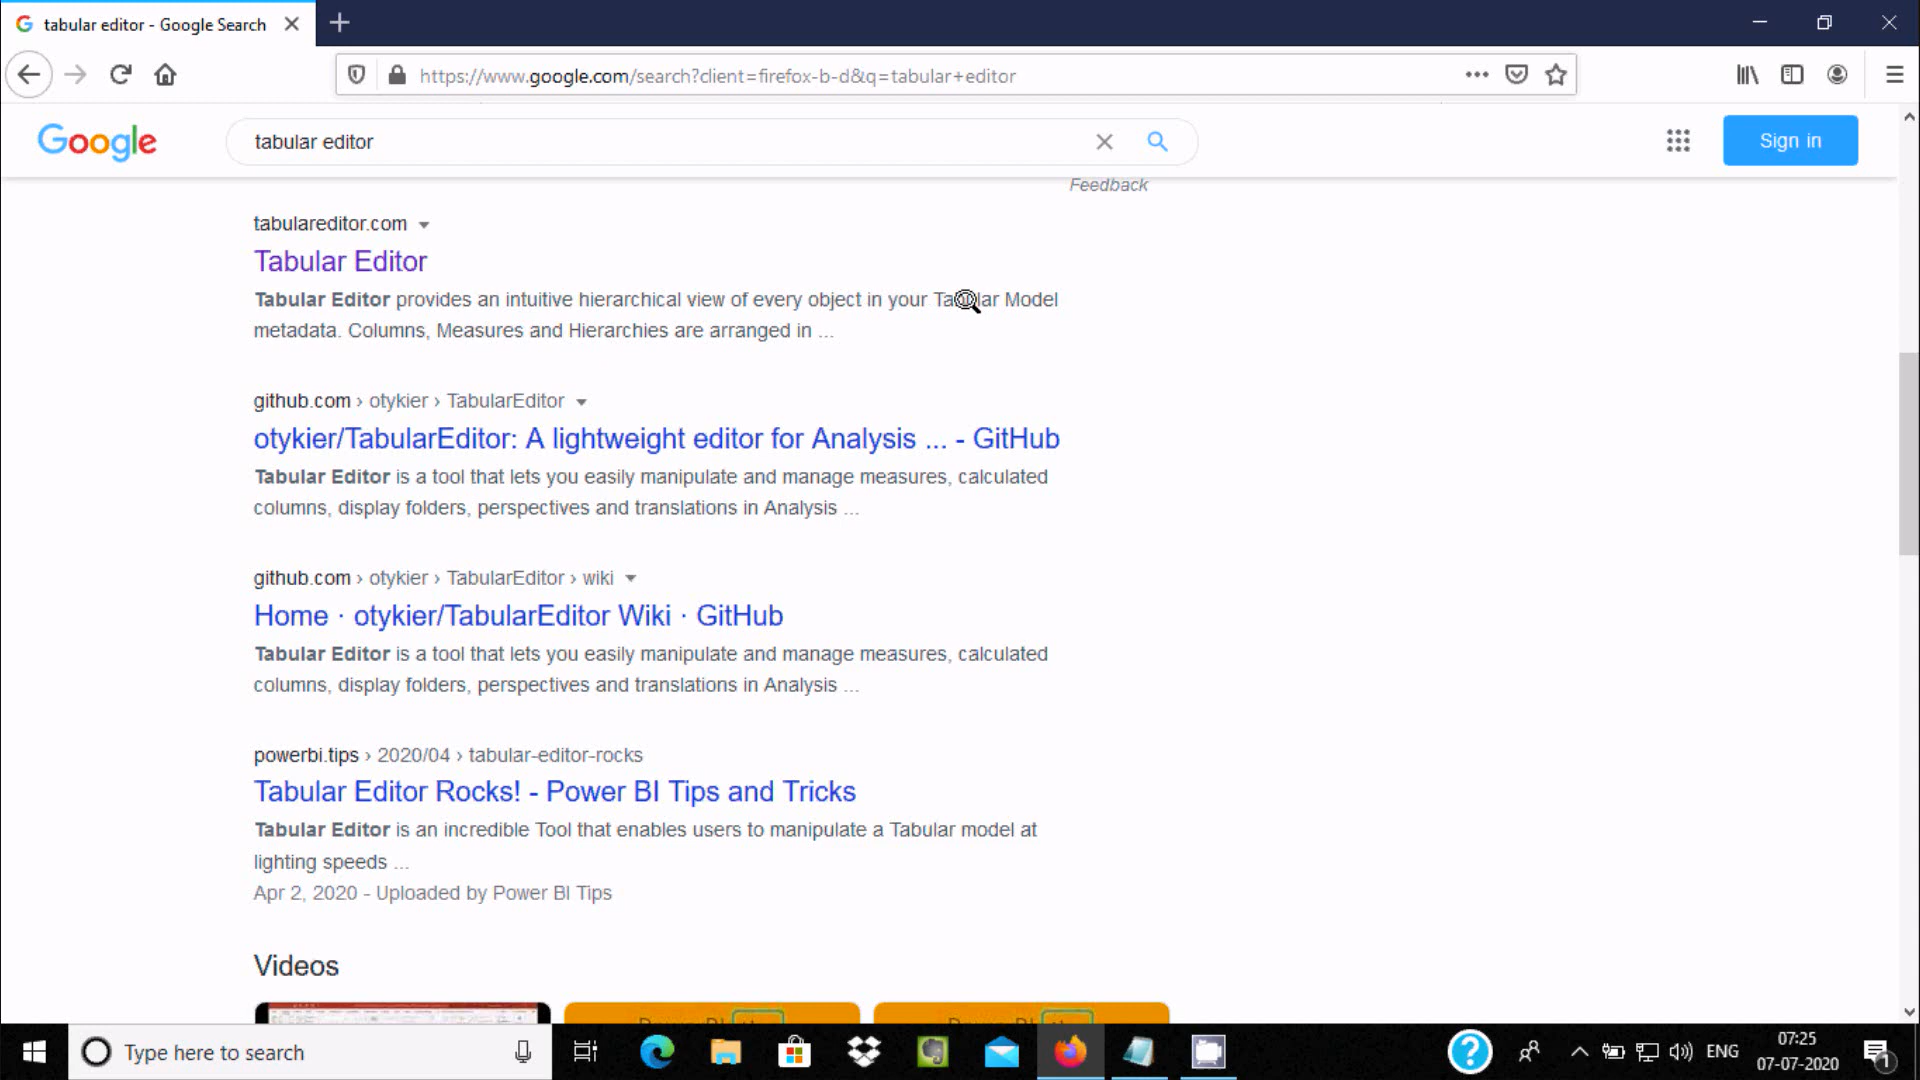 tabular editor - Google Search
https://www.google.com/search?client=firefox-b-d&q=tabular+editor
Google
tabular editor
Sign in
Feedback
tabulareditor.com
Tabular Editor
Tabular Editor provides an intuitive hierarchical view of every object in your Tabular Model
metadata. Columns, Measures and Hierarchies are arranged in ...
github.com › otykier › TabularEditor
otykier/TabularEditor: A lightweight editor for Analysis ... - GitHub
Tabular Editor is a tool that lets you easily manipulate and manage measures, calculated
columns, display folders, perspectives and translations in Analysis ...
github.com › otykier › TabularEditor › wiki
Home · otykier/TabularEditor Wiki · GitHub
Tabular Editor is a tool that lets you easily manipulate and manage measures, calculated
columns, display folders, perspectives and translations in Analysis ...
powerbi.tips › 2020/04 › tabular-editor-rocks
Tabular Editor Rocks! - Power BI Tips and Tricks
Tabular Editor is an incredible Tool that enables users to manipulate a Tabular model at
lighting speeds ...
Apr 2, 2020 - Uploaded by Power BI Tips
Videos
Type here to search
ENG
07:25
07-07-2020
1